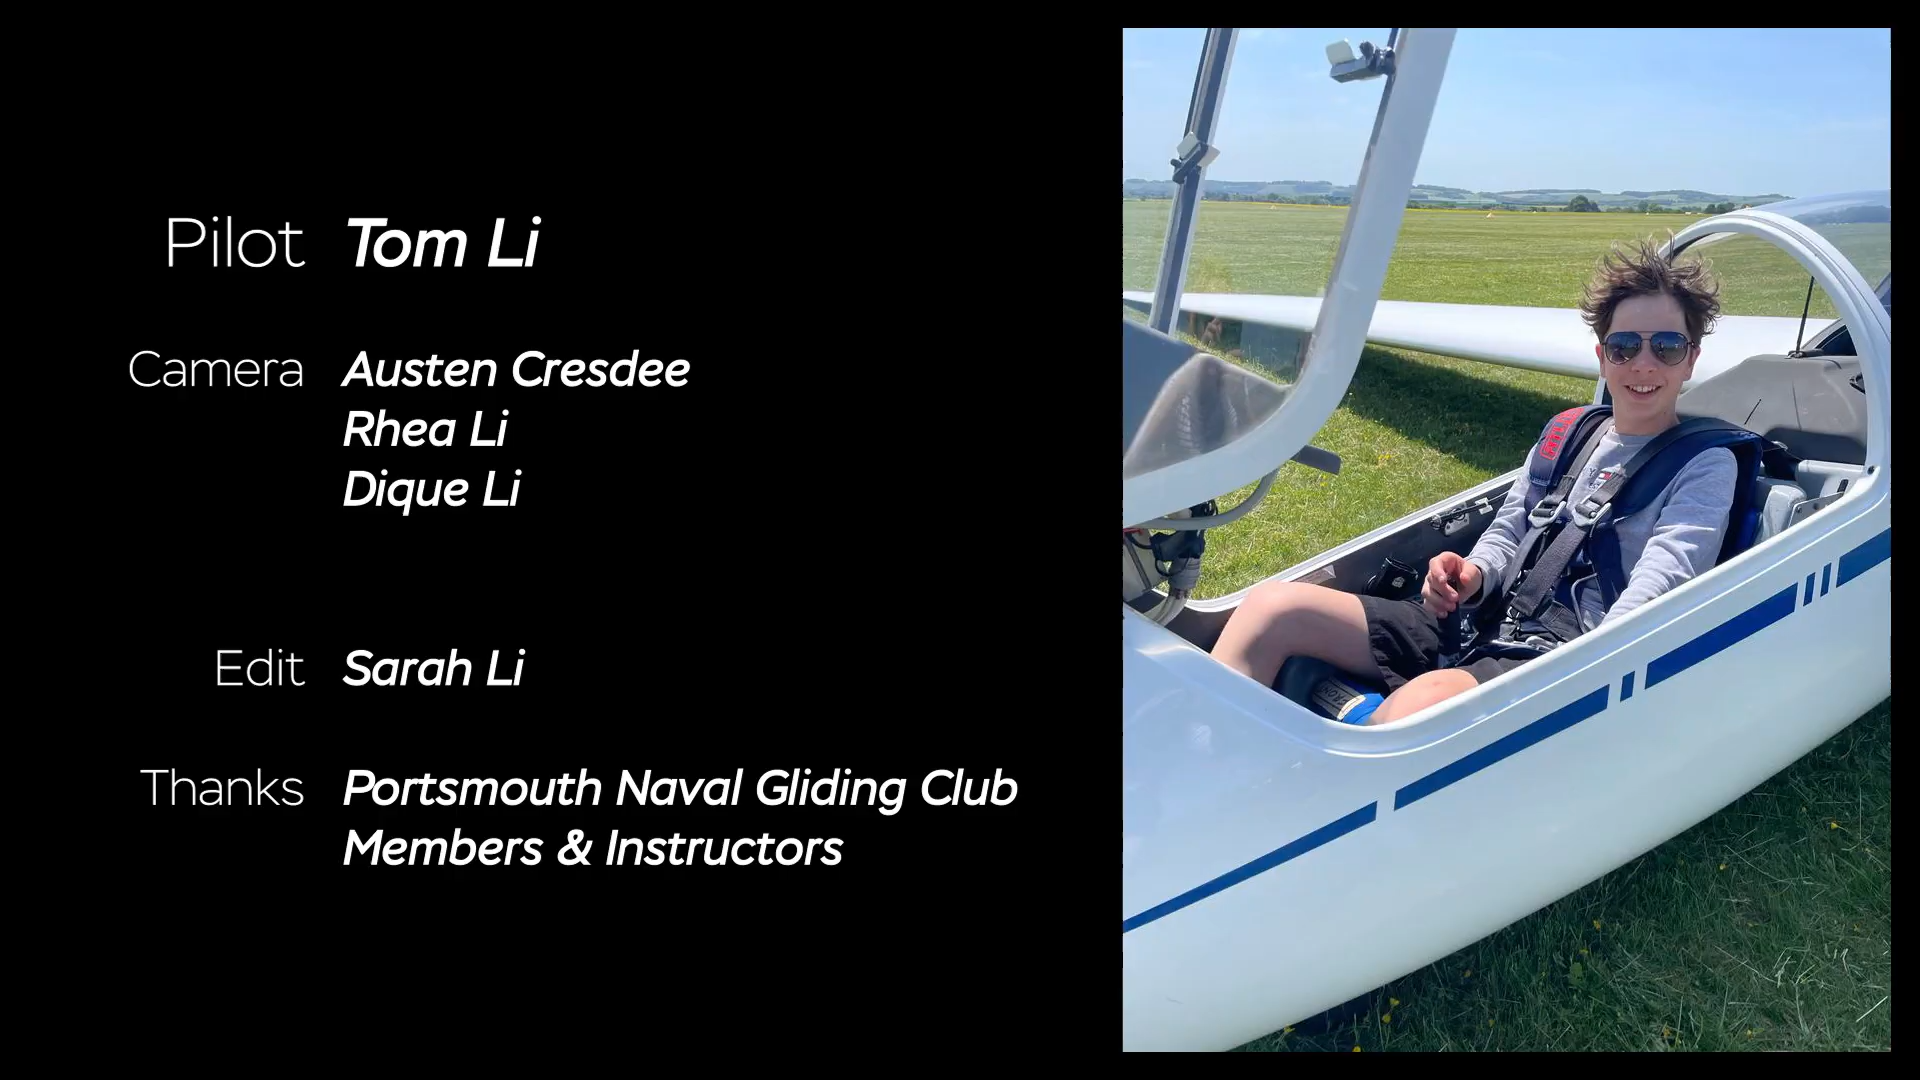 Pilot Tom Li
Camera Austen Cresdee
Rhea Li
Dique Li
Edit Sarah Li
Thanks Portsmouth Naval Gliding Club
Members & Instructors